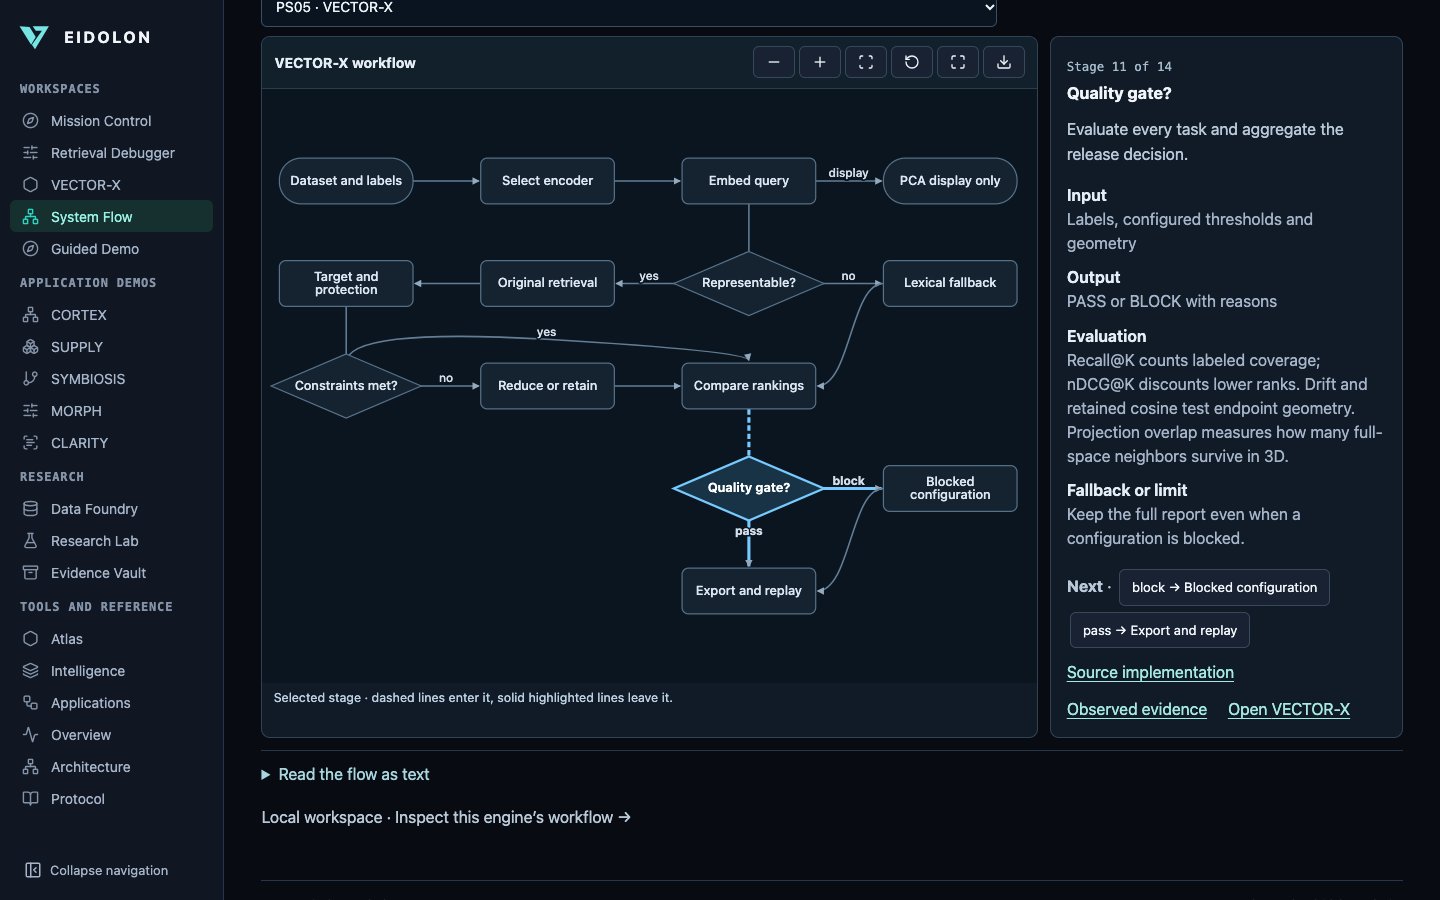 EIDOLON
WORKSPACES
Mission Control
Retrieval Debugger
VECTOR-X
System Flow
Guided Demo
APPLICATION DEMOS
CORTEX
SUPPLY
SYMBIOSIS
MORPH
CLARITY
RESEARCH
Data Foundry
Research Lab
Evidence Vault
TOOLS AND REFERENCE
Atlas
Intelligence
Applications
Overview
Architecture
Protocol
Collapse navigation
PS05 · VECTOR-X
VECTOR-X workflow
Dataset and labels
Select encoder
Embed query
display
PCA display only
Target and
protection
Original retrieval
yes
Representable?
no
Lexical fallback
yes
Constraints met?
no
Reduce or retain
Compare rankings
Quality gate?
block
Blocked
configuration
pass
Export and replay
Selected stage · dashed lines enter it, solid highlighted lines leave it.
Stage 11 of 14
Quality gate?
Evaluate every task and aggregate the
release decision.
Input
Labels, configured thresholds and
geometry
Output
PASS or BLOCK with reasons
Evaluation
Recall@K counts labeled coverage;
nDCG@K discounts lower ranks. Drift and
retained cosine test endpoint geometry.
Projection overlap measures how many full-
space neighbors survive in 3D.
Fallback or limit
Keep the full report even when a
configuration is blocked.
Next · block → Blocked configuration
pass → Export and replay
Source implementation
Observed evidence Open VECTOR-X
▶ Read the flow as text
Local workspace · Inspect this engine’s workflow →